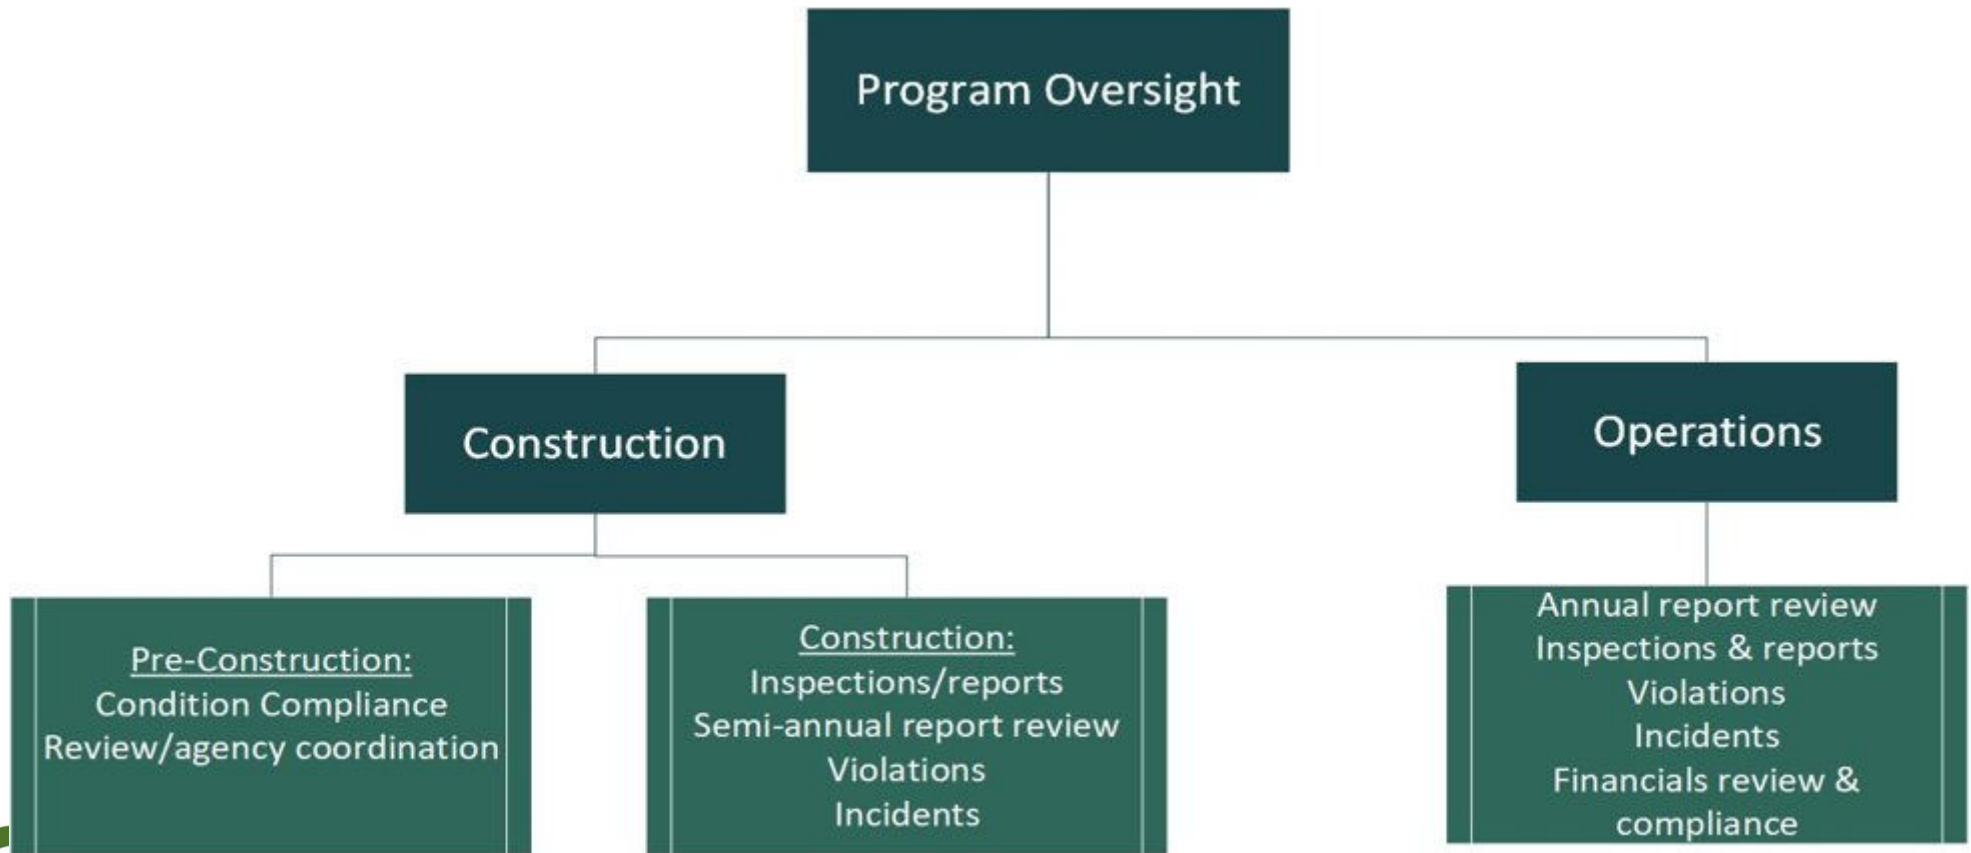 Program Oversight
Construction
Operations
Pre-Construction:
Condition Compliance
Review/agency coordination
Construction:
Inspections/reports
Semi-annual report review
Violations
Incidents
Annual report review
Inspections & reports
Violations
Incidents
Financials review &
compliance